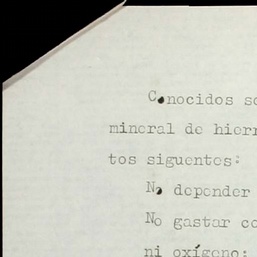 Conocidos so
mineral de hierr
tos siguentes:
No depender
No gastar co
ni oxígeno;